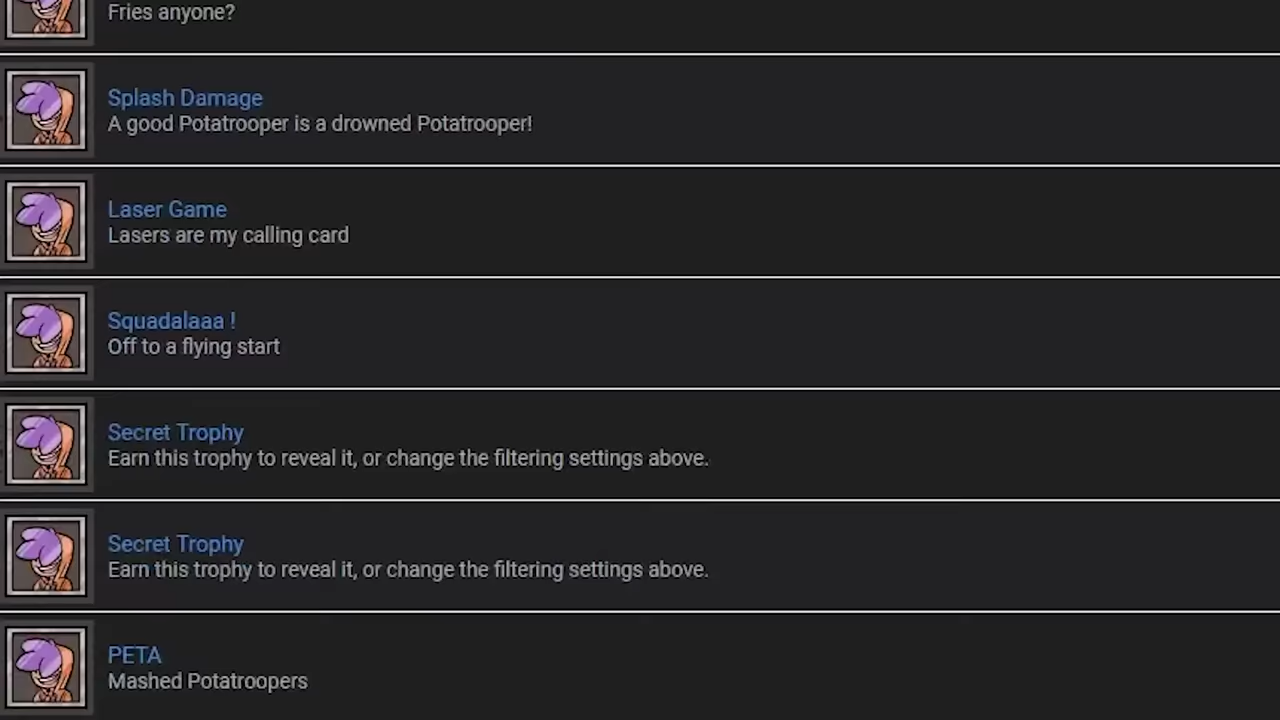 Fries anyone?
Splash Damage
A good Potatrooper is a drowned Potatrooper!
Laser Game
Lasers are my calling card
Squadalaaa !
Off to a flying start
Secret Trophy
Earn this trophy to reveal it, or change the filtering settings above.
Secret Trophy
Earn this trophy to reveal it, or change the filtering settings above.
PETA
Mashed Potatroopers